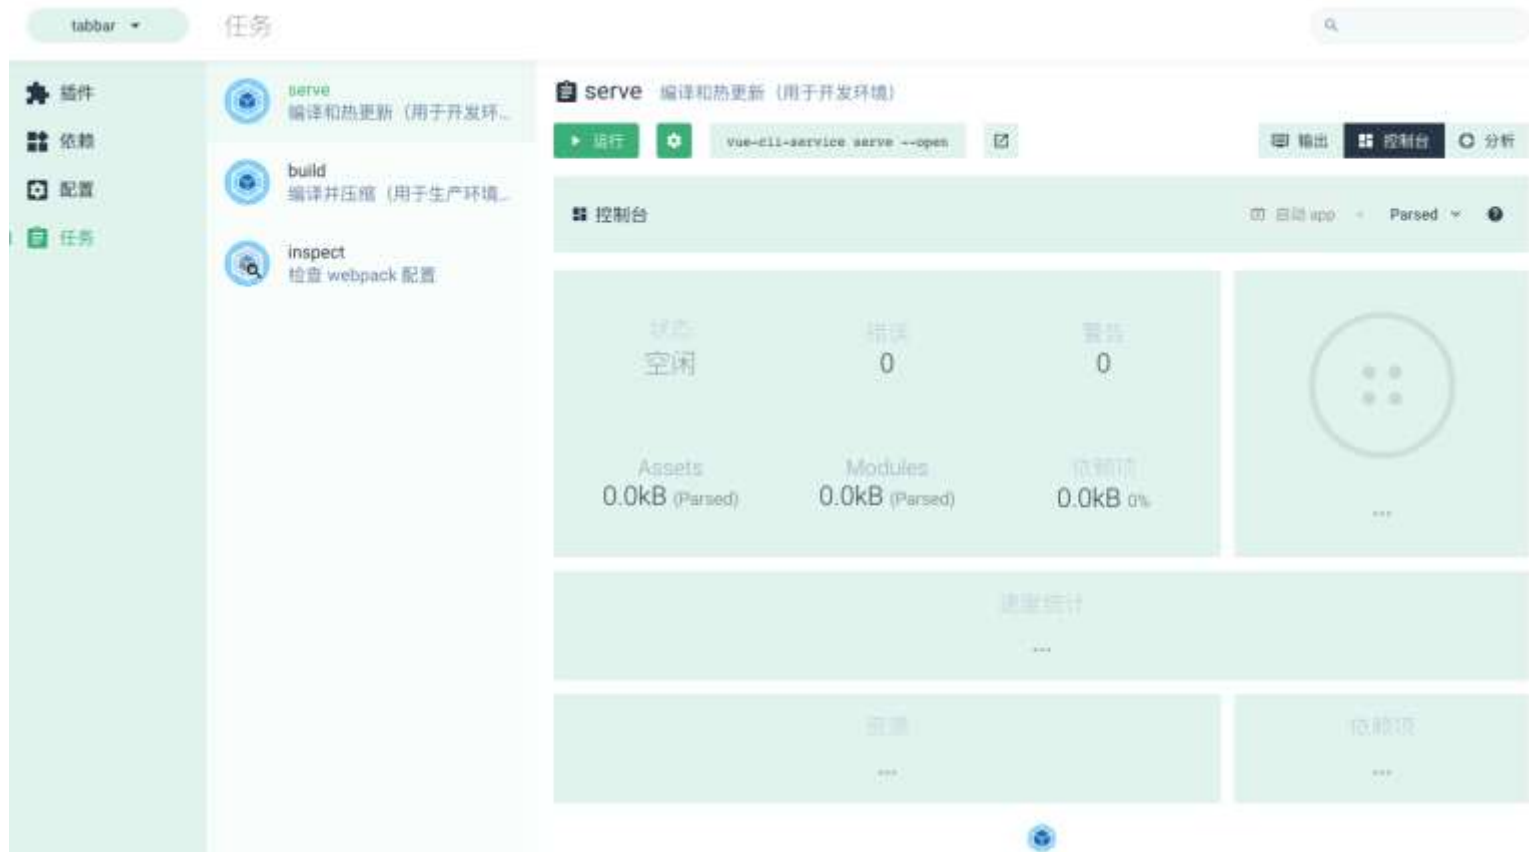 tabbar
任务
插件
依赖
配置
任务
serve
编译和热更新（用于开发环...
build
编译并压缩（用于生产环境...
inspect
检查 webpack 配置
serve 编译和热更新（用于开发环境）
运行
vue-cli-service serve --open
输出
控制台
分析
控制台
启动 app
Parsed
状态
空闲
错误
0
警告
0
Assets
0.0kB (Parsed)
Modules
0.0kB (Parsed)
依赖项
0.0kB 0%
...
速度统计
...
资源
...
依赖项
...